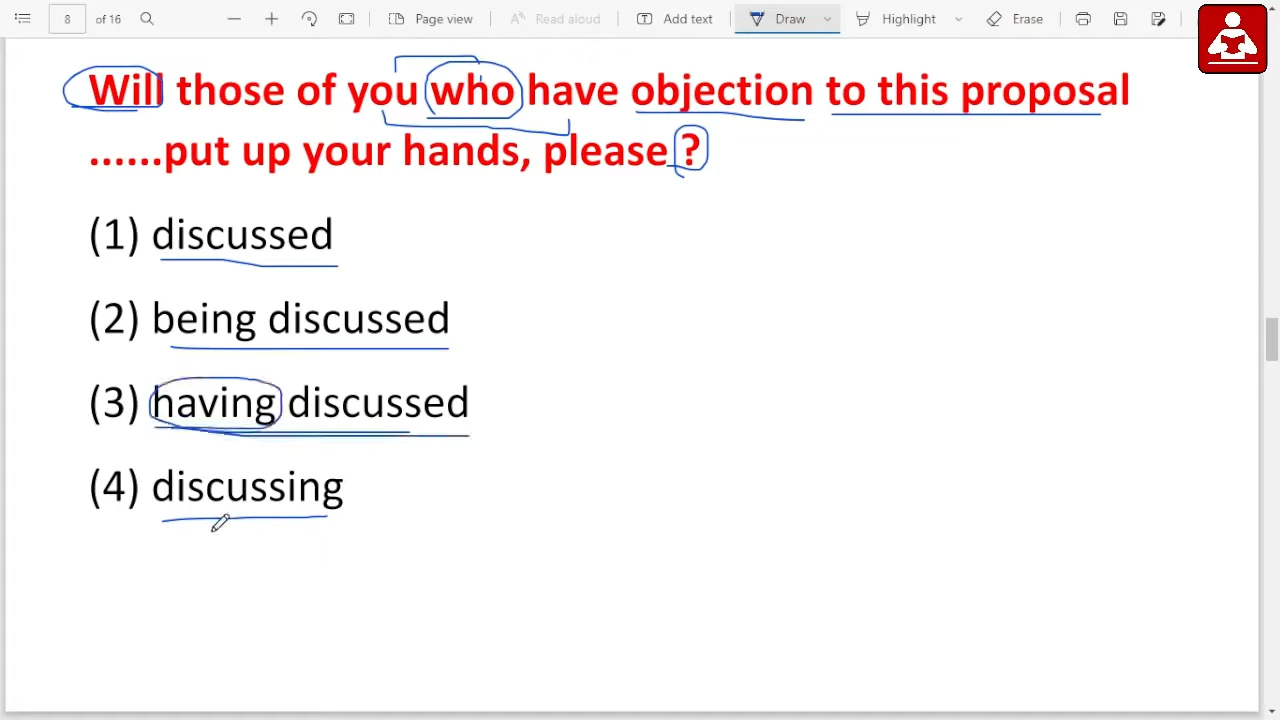 8 of 16 Page view Read aloud Add text Draw Highlight Erase
Will those of you who have objection to this proposal
......put up your hands, please ?
(1) discussed
(2) being discussed
(3) having discussed
(4) discussing